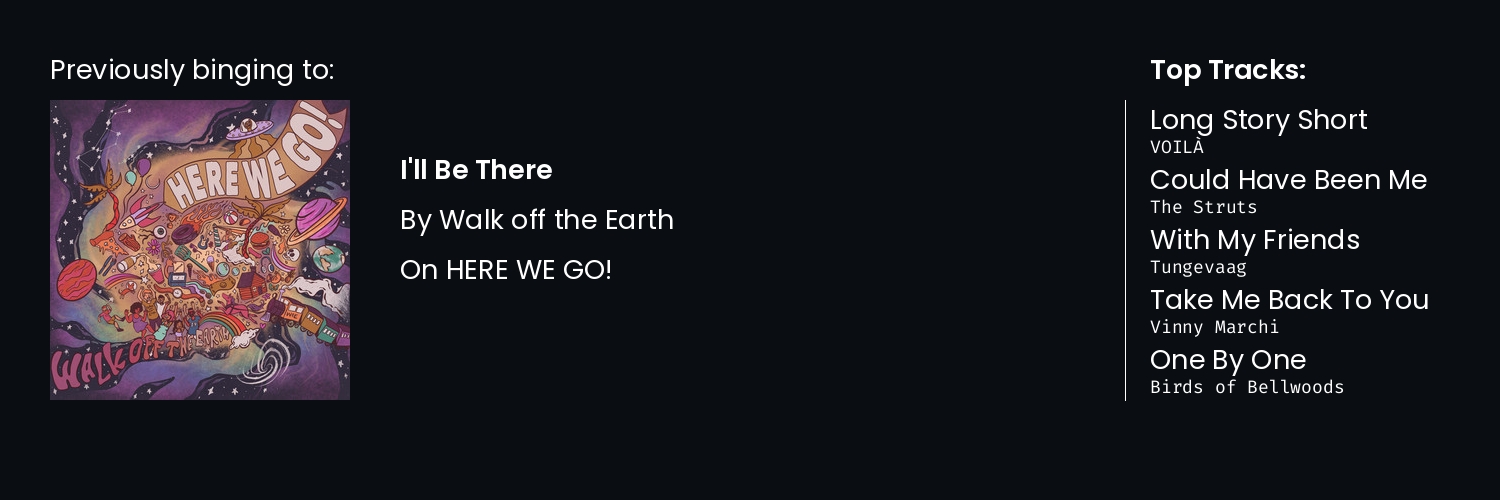 Previously binging to:
HERE WE GO!
WALK OFF THE EARTH
I'll Be There
By Walk off the Earth
On HERE WE GO!
Top Tracks:
Long Story Short
VOILÀ
Could Have Been Me
The Struts
With My Friends
Tungevaag
Take Me Back To You
Vinny Marchi
One By One
Birds of Bellwoods